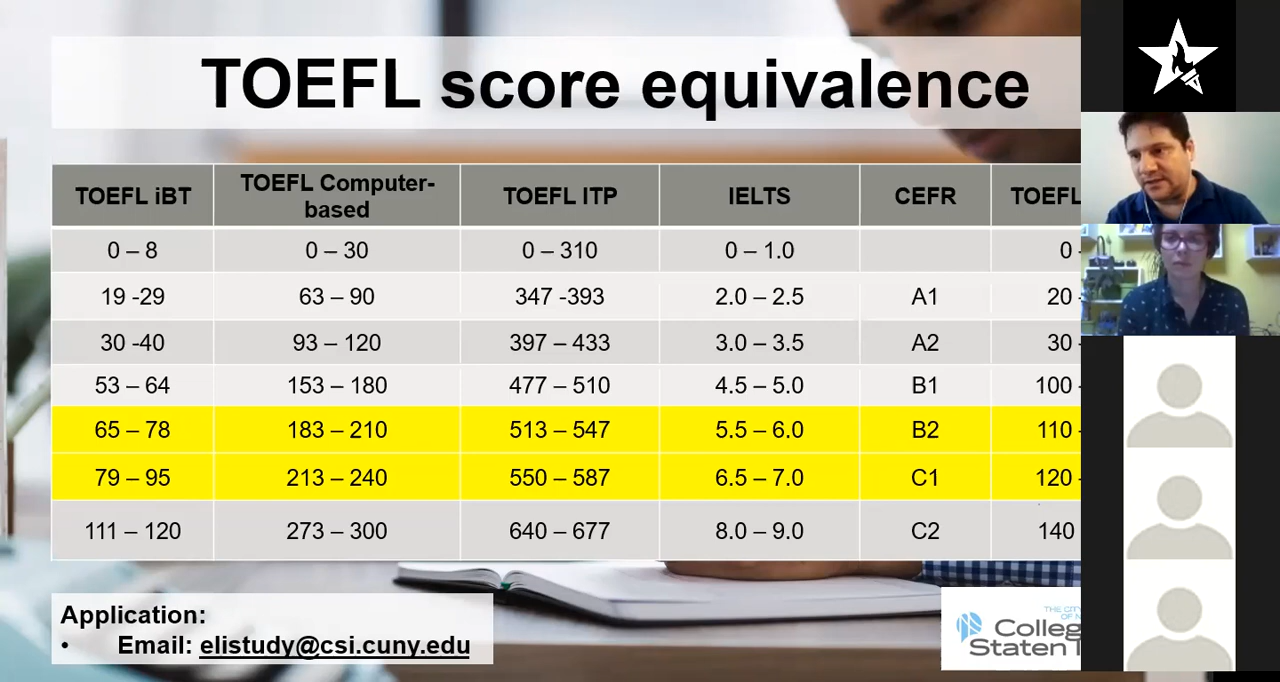 TOEFL score equivalence
TOEFL iBT TOEFL Computer-based TOEFL ITP IELTS CEFR TOEFL
0 – 8 0 – 30 0 – 310 0 – 1.0 0 -
19 -29 63 – 90 347 -393 2.0 – 2.5 A1 20 -
30 -40 93 – 120 397 – 433 3.0 – 3.5 A2 30 -
53 – 64 153 – 180 477 – 510 4.5 – 5.0 B1 100 -
65 – 78 183 – 210 513 – 547 5.5 – 6.0 B2 110 -
79 – 95 213 – 240 550 – 587 6.5 – 7.0 C1 120 -
111 – 120 273 – 300 640 – 677 8.0 – 9.0 C2 140
Application:
• Email: elistudy@csi.cuny.edu
THE CIT
Colleg
Staten